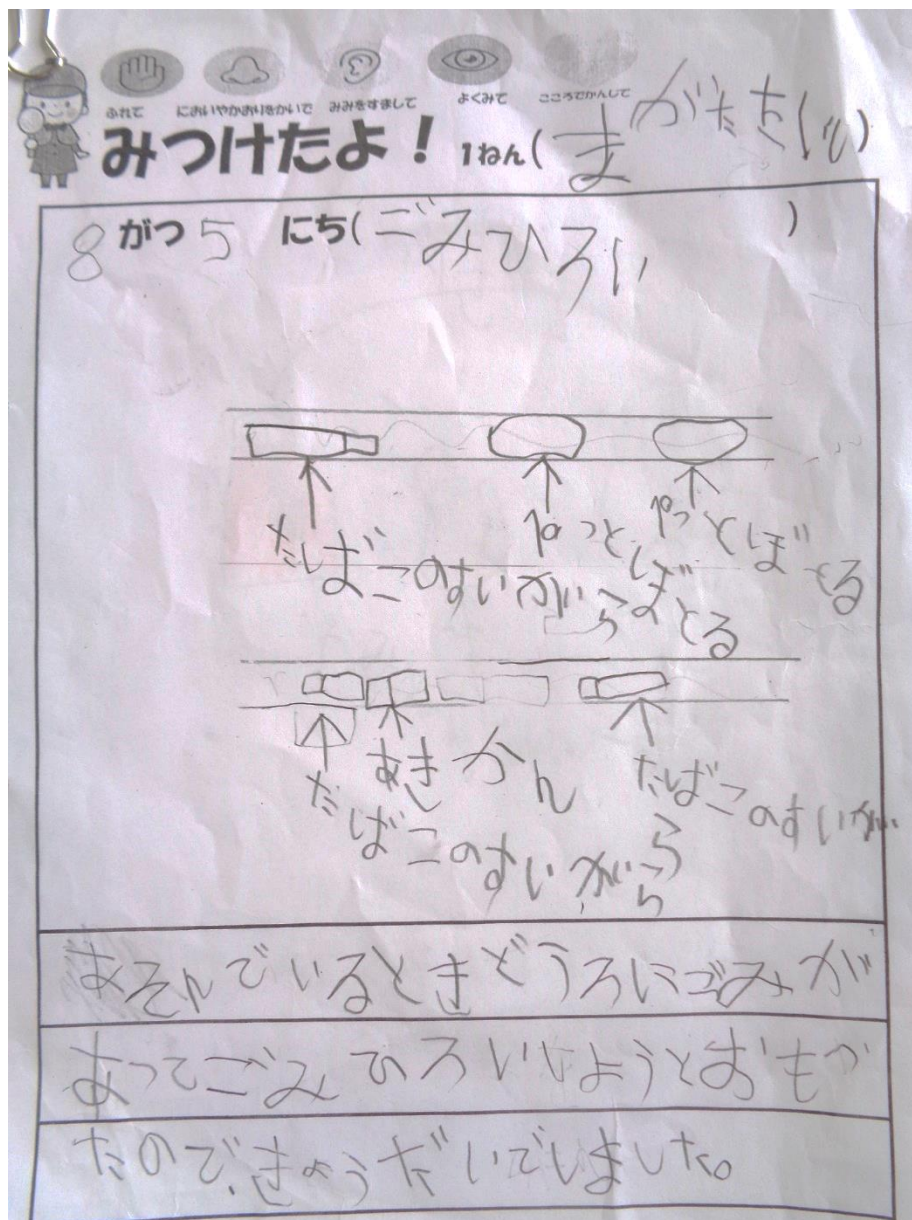 ふれて においやかおりをかいで みみをすまして よくみて こころでかんじて
みつけたよ! 1ねん(まがたきい)
8がつ5にち(ごみひろい)
たばこのすいがら
ぺっとぼとる
ぺっとぼとる
たばこのすいがら
あきかん
たばこのすいがら
あそんでいるときどうろにごみが
あってごみひろいしようとおもっ
たので、きょうだいでしました。